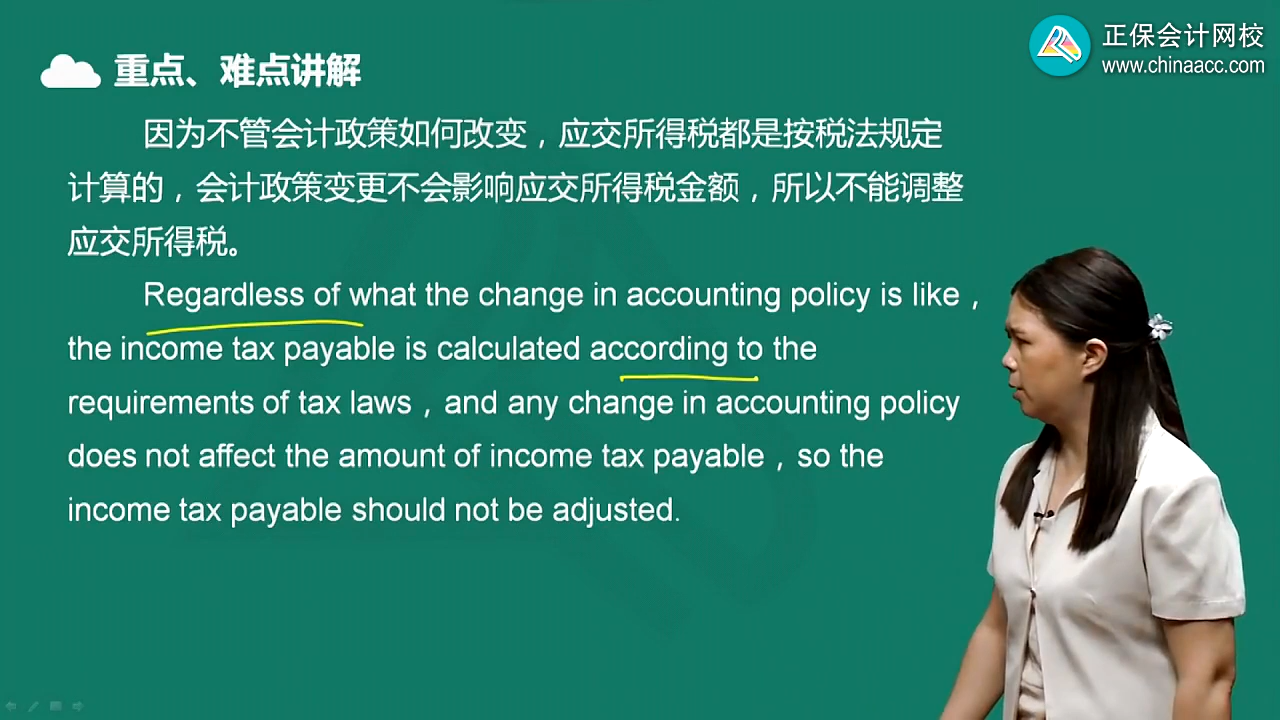 正保会计网校
www.chinaacc.com
重点、难点讲解
因为不管会计政策如何改变，应交所得税都是按税法规定
计算的，会计政策变更不会影响应交所得税金额，所以不能调整
应交所得税。
Regardless of what the change in accounting policy is like，
the income tax payable is calculated according to the
requirements of tax laws，and any change in accounting policy
does not affect the amount of income tax payable，so the
income tax payable should not be adjusted.